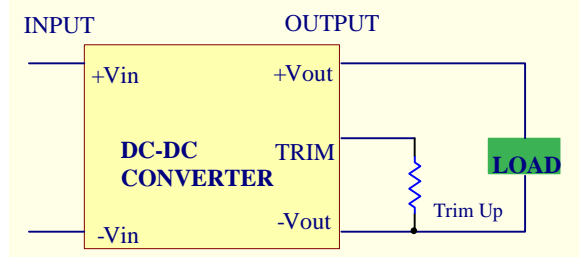 INPUT
OUTPUT
+Vin
+Vout
DC-DC
CONVERTER
TRIM
LOAD
Trim Up
-Vin
-Vout